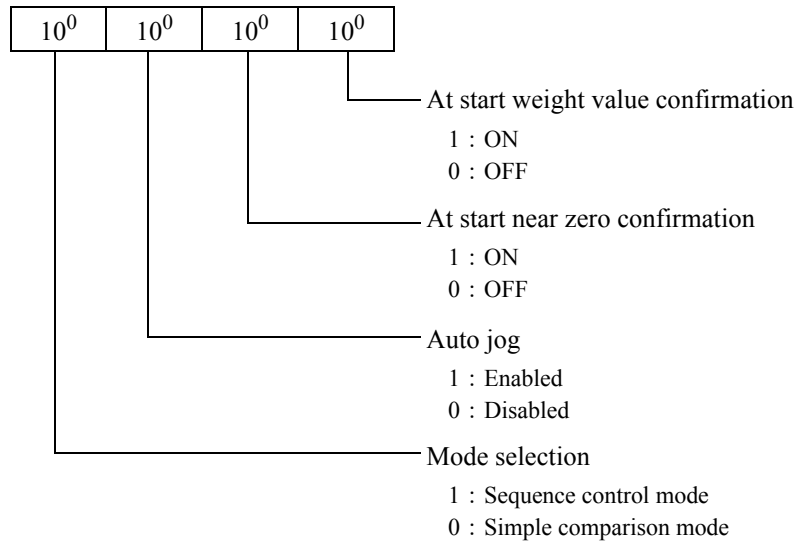 10⁰ 10⁰ 10⁰ 10⁰
At start weight value confirmation
1 : ON
0 : OFF
At start near zero confirmation
1 : ON
0 : OFF
Auto jog
1 : Enabled
0 : Disabled
Mode selection
1 : Sequence control mode
0 : Simple comparison mode